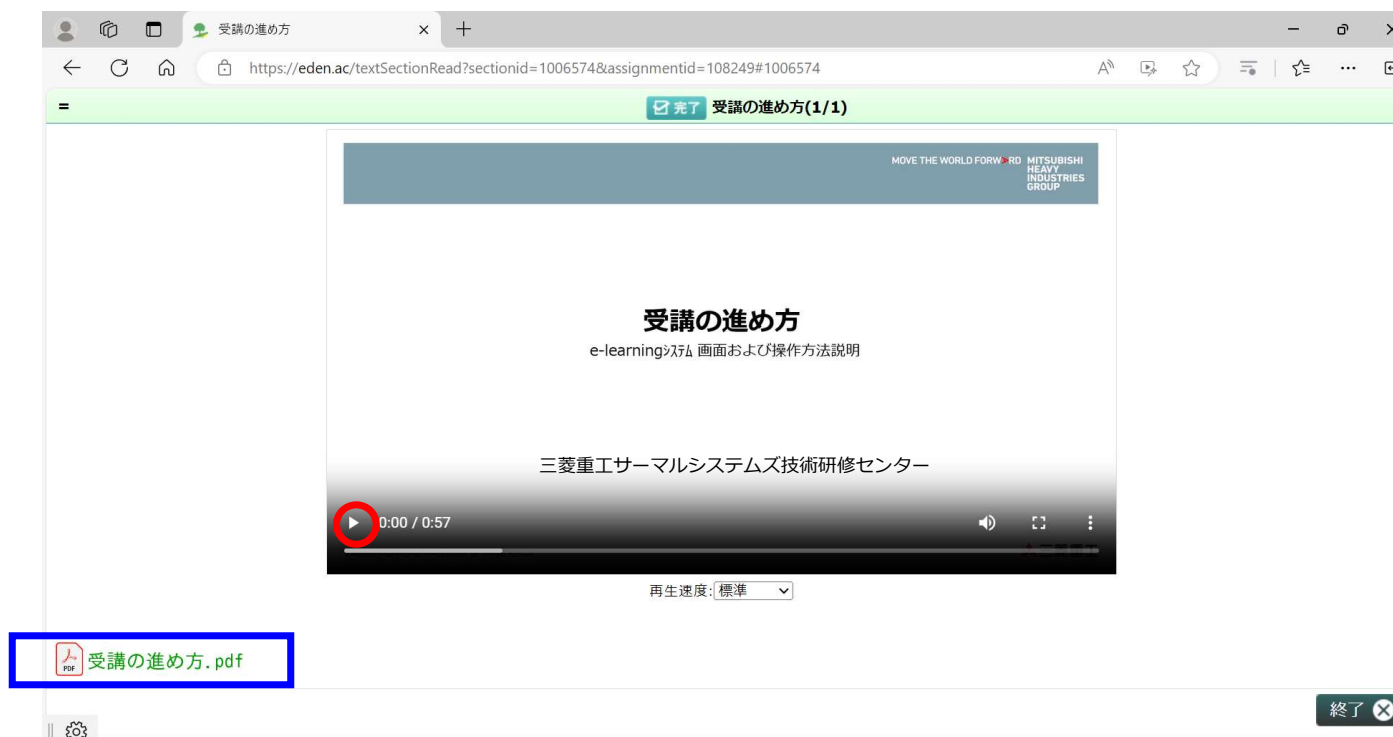 受講の進め方
https://eden.ac/textSectionRead?sectionid=1006574&assignmentid=108249#1006574
完了 受講の進め方(1/1)
MOVE THE WORLD FORWARD MITSUBISHI
HEAVY
INDUSTRIES
GROUP
受講の進め方
e-learningｼｽﾃﾑ 画面および操作方法説明
三菱重工サーマルシステムズ技術研修センター
0:00 / 0:57
再生速度:標準
PDF 受講の進め方.pdf
終了